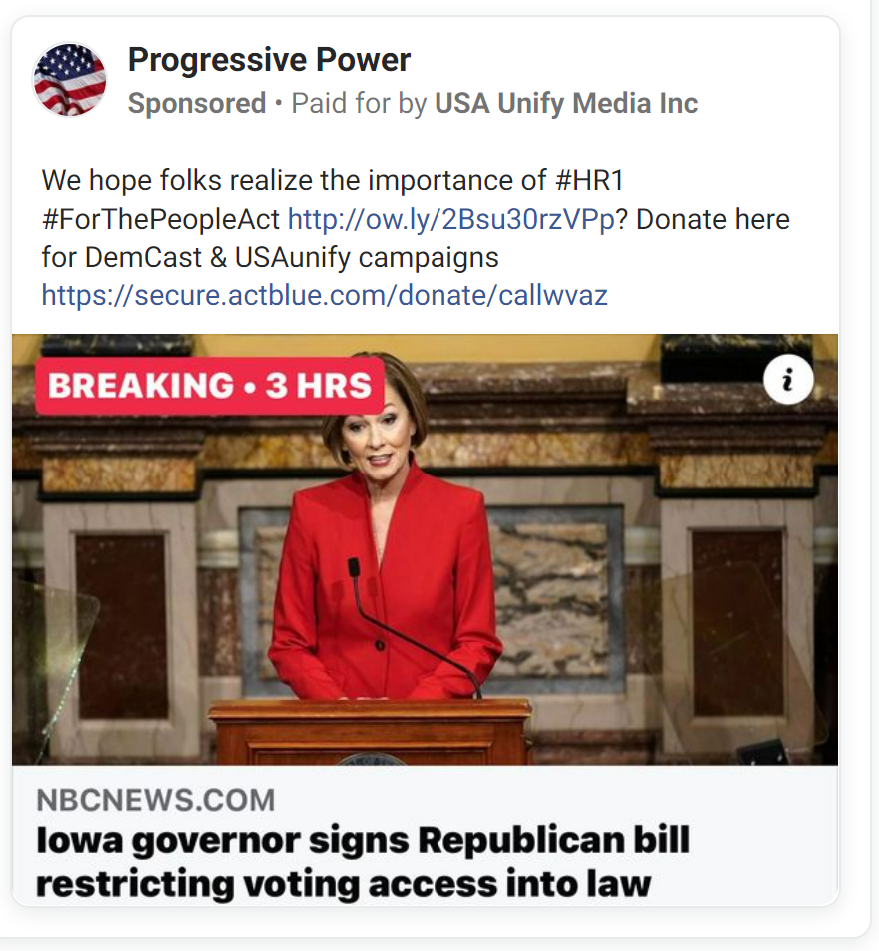 Progressive Power
Sponsored • Paid for by USA Unify Media Inc
We hope folks realize the importance of #HR1
#ForThePeopleAct http://ow.ly/2Bsu30rzVPp? Donate here
for DemCast & USAunify campaigns
https://secure.actblue.com/donate/callwvaz
BREAKING • 3 HRS
i
NBCNEWS.COM
Iowa governor signs Republican bill
restricting voting access into law